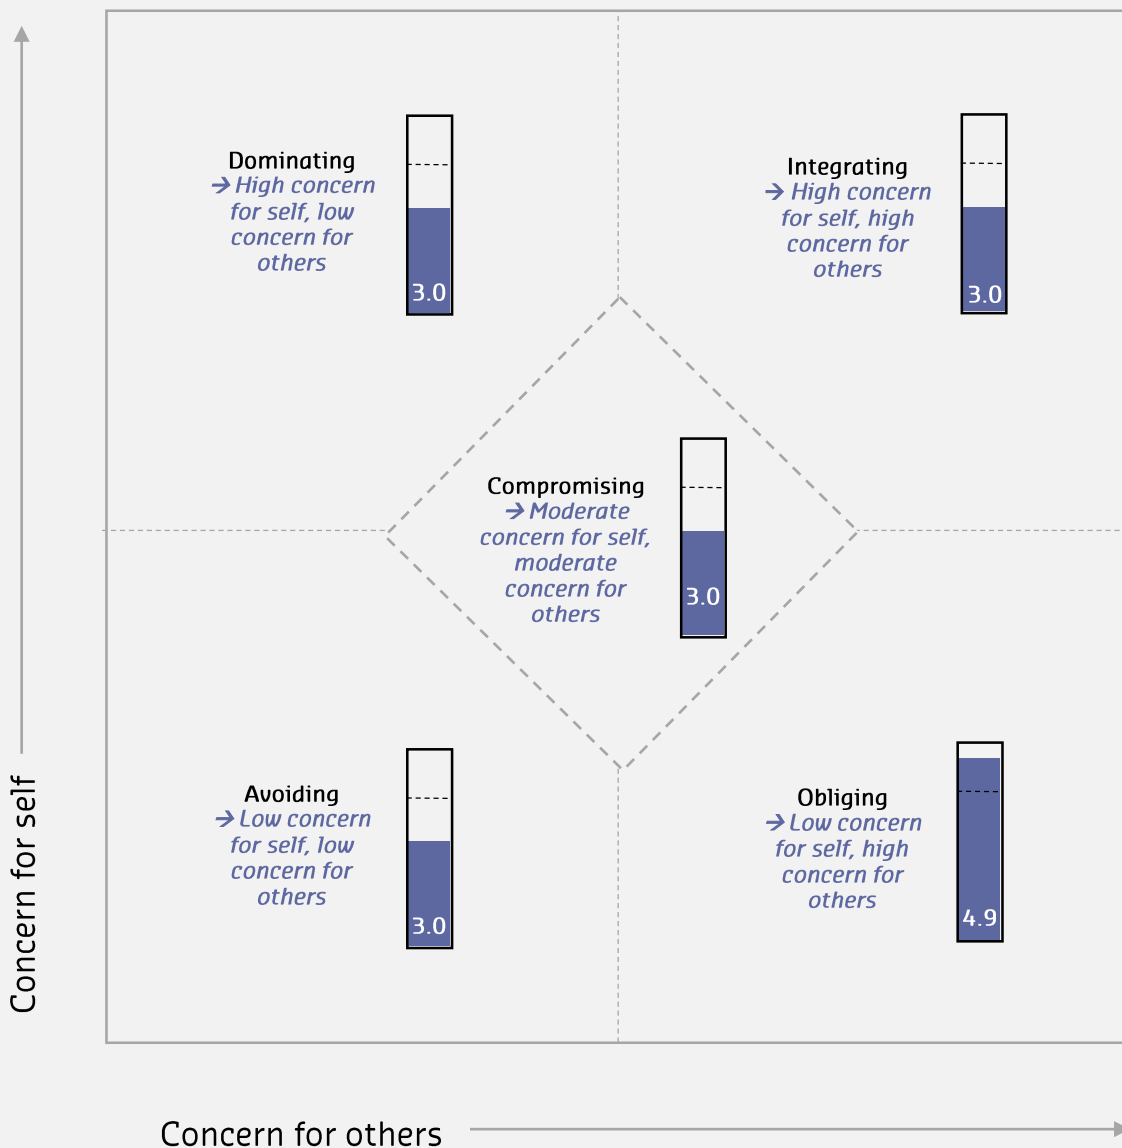 Dominating
→ High concern
for self, low
concern for
others
3.0
Integrating
→ High concern
for self, high
concern for
others
3.0
Compromising
→ Moderate
concern for self,
moderate
concern for
others
3.0
Avoiding
→ Low concern
for self, low
concern for
others
3.0
Obliging
→ Low concern
for self, high
concern for
others
4.9
Concern for self
Concern for others